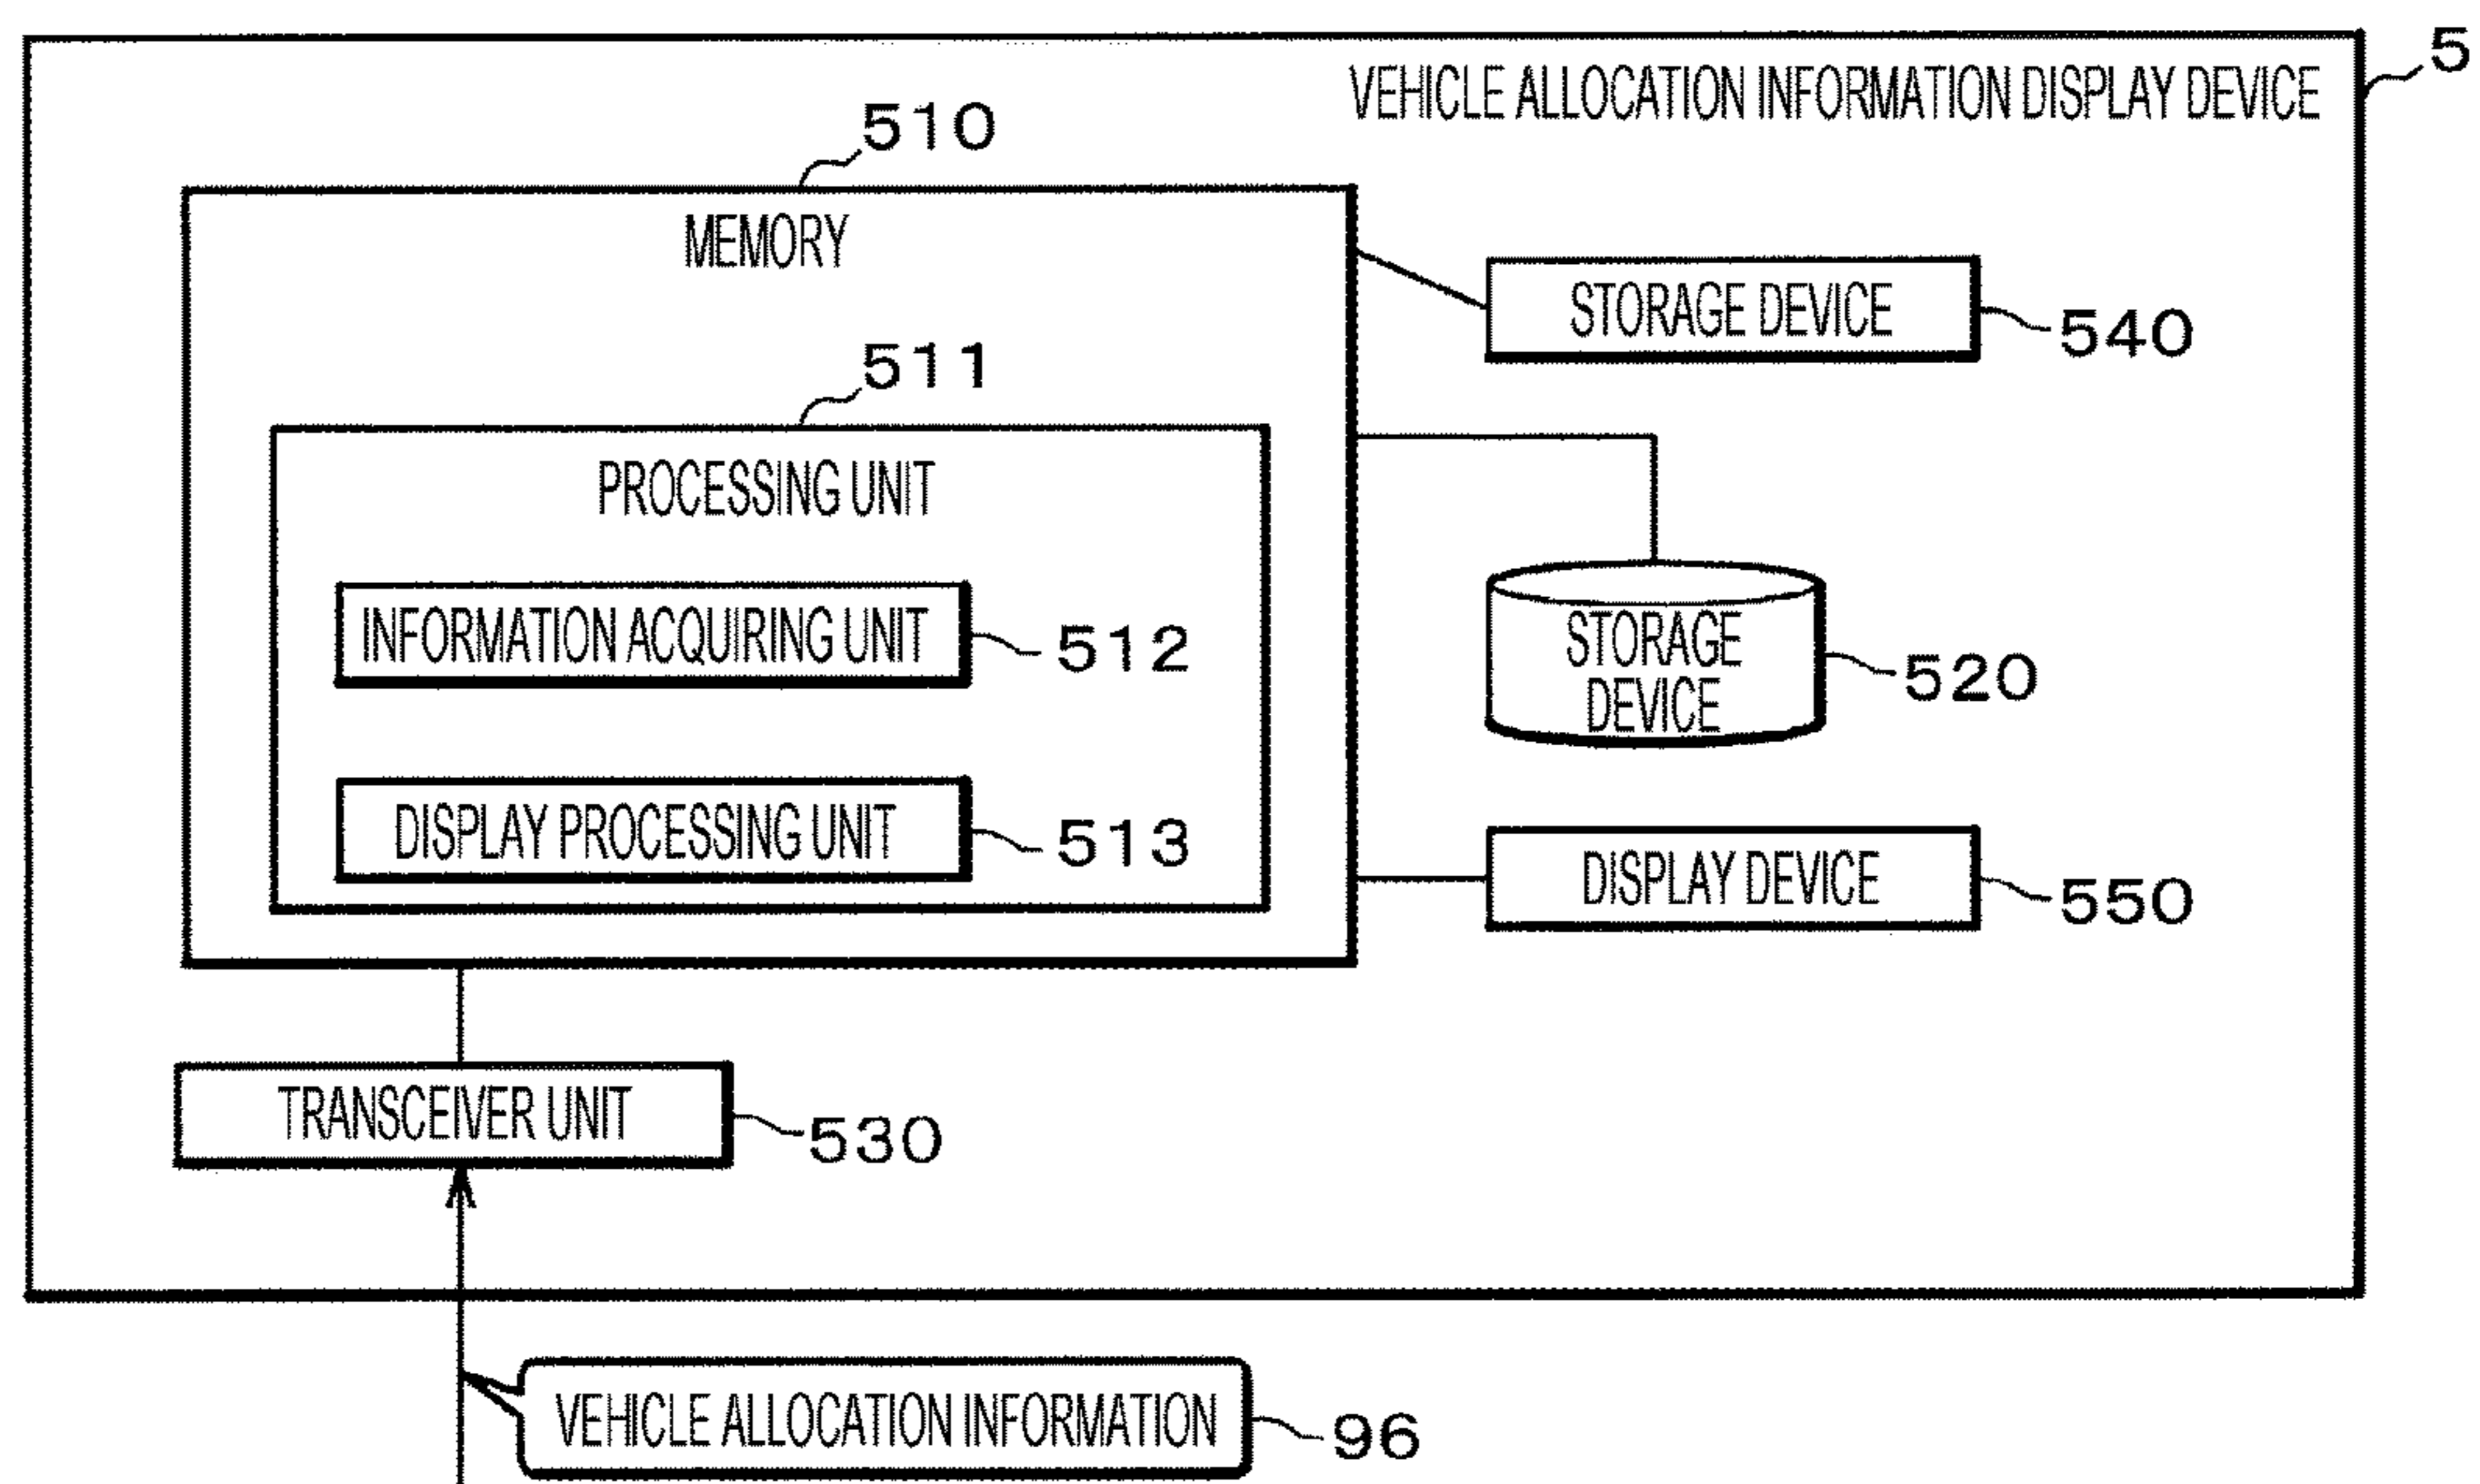 5
VEHICLE ALLOCATION INFORMATION DISPLAY DEVICE
510
MEMORY
STORAGE DEVICE
540
511
PROCESSING UNIT
INFORMATION ACQUIRING UNIT
512
STORAGE
DEVICE
520
DISPLAY PROCESSING UNIT
513
DISPLAY DEVICE
550
TRANSCEIVER UNIT
530
VEHICLE ALLOCATION INFORMATION
96